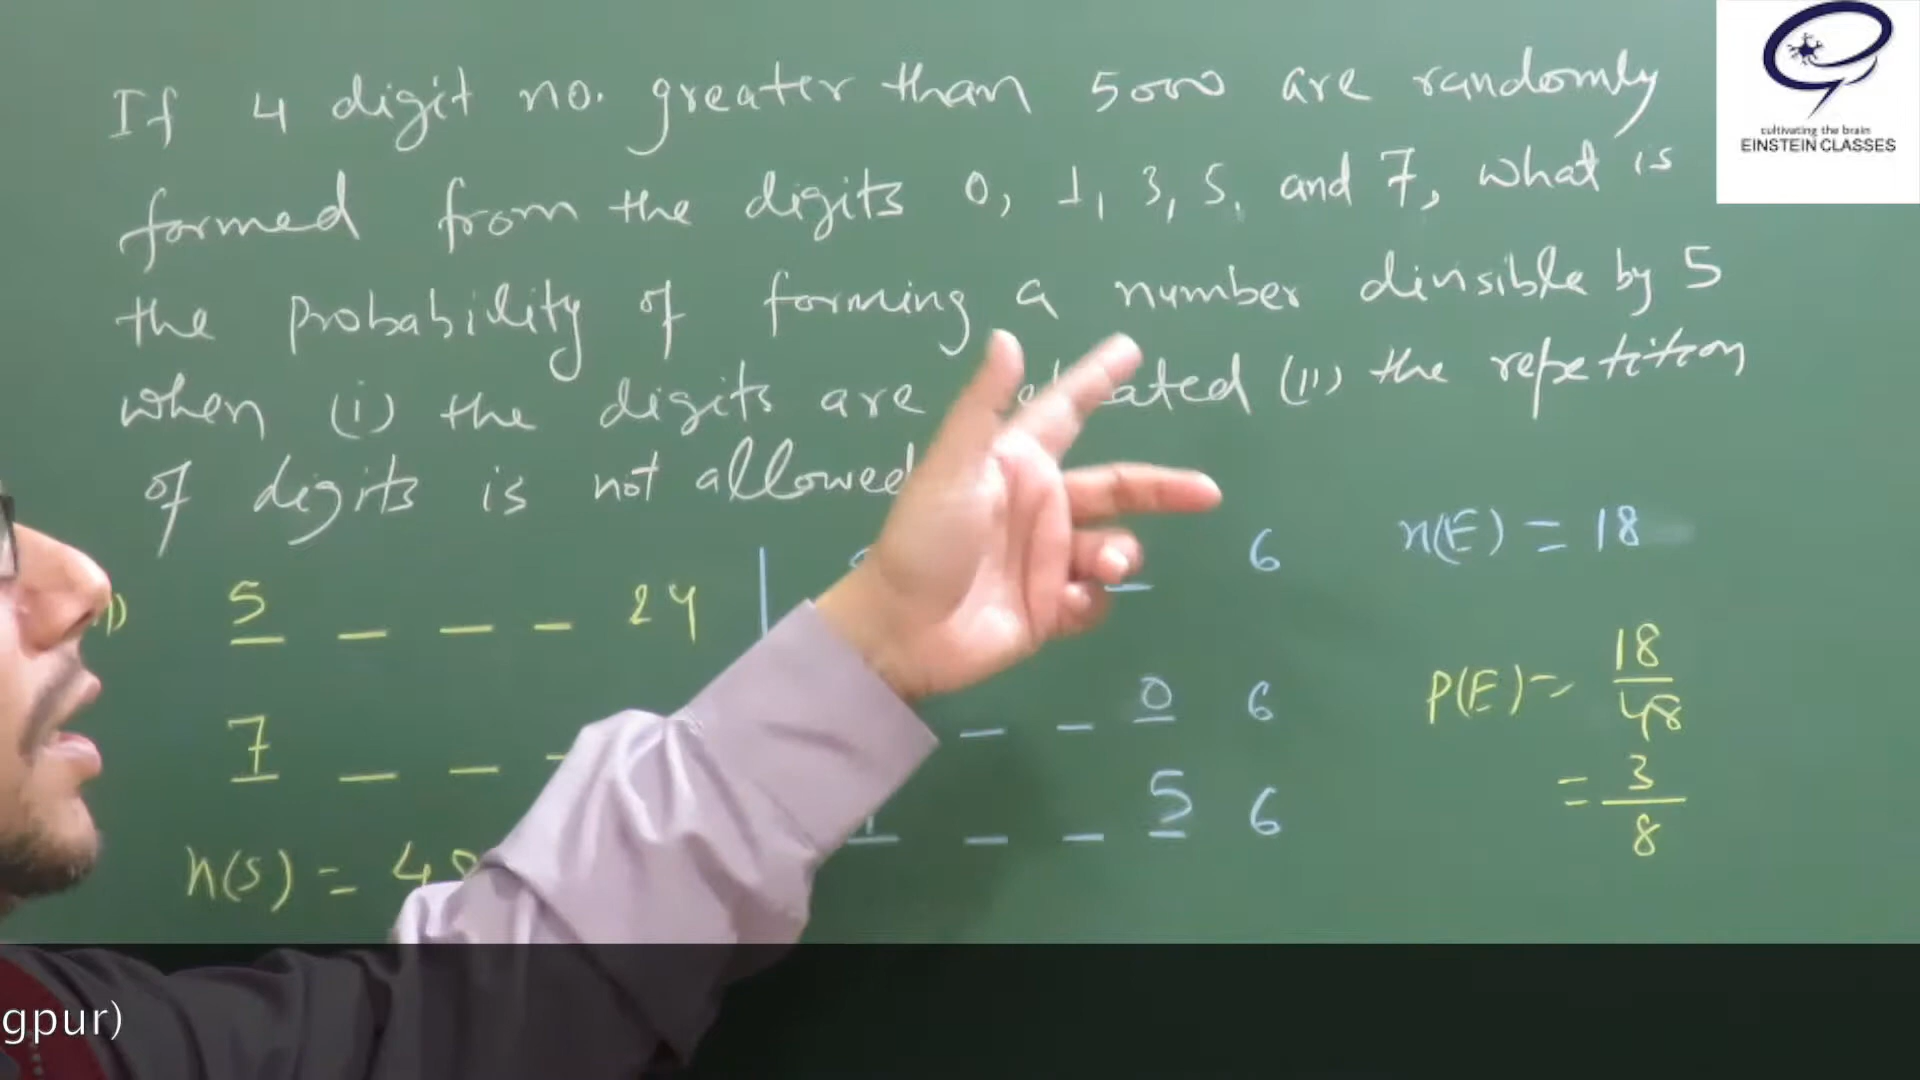 If 4 digit no. greater than 5000 are randomly
formed from the digits 0, 1, 3, 5, and 7, what is
the probability of forming a number divisible by 5
when (i) the digits are (ii) the repetition
of digits is not allowed
cultivating the brain
EINSTEIN CLASSES
5 _ _ _ 24
6
n(E) = 18
7 _ _
_ _ 0 6
P(E) = 18/48
_ _ _ 5 6
= 3/8
n(S) = 48
gpur)